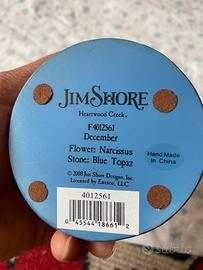 JIM SHORE
Heartwood Creek®
F4012561
December
Flower: Narcissus
Stone: Blue Topaz
Hand Made
In China
© 2008 Jim Shore Designs, Inc.
Licensed by Enesco, LLC
4012561
0 45544 18661 2
subito